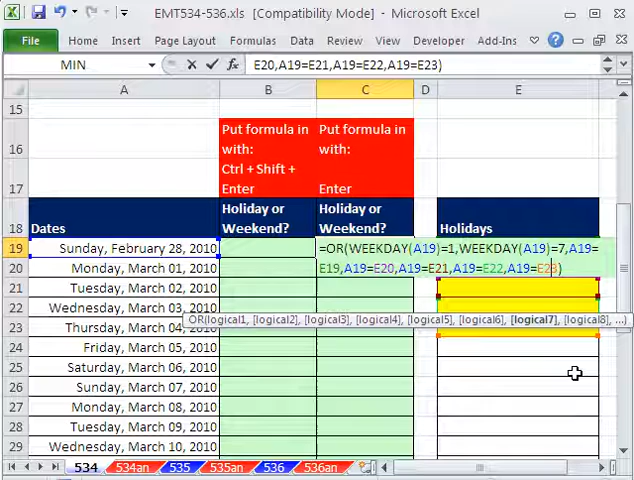 EMT534-536.xls [Compatibility Mode] - Microsoft Excel
File Home Insert Page Layout Formulas Data Review View Developer Add-Ins
MIN fx E20,A19=E21,A19=E22,A19=E23)
A B C D E
15
16 Put formula in with: Put formula in with:
17 Ctrl + Shift + Enter Enter
18 Dates Holiday or Weekend? Holiday or Weekend? Holidays
19 Sunday, February 28, 2010 =OR(WEEKDAY(A19)=1,WEEKDAY(A19)=7,A19=
20 Monday, March 01, 2010 E19,A19=E20,A19=E21,A19=E22,A19=E23)
21 Tuesday, March 02, 2010
22 Wednesday, March 03, 2010
OR(logical1, [logical2], [logical3], [logical4], [logical5], [logical6], [logical7], [logical8], ...)
23 Thursday, March 04, 2010
24 Friday, March 05, 2010
25 Saturday, March 06, 2010
26 Sunday, March 07, 2010
27 Monday, March 08, 2010
28 Tuesday, March 09, 2010
29 Wednesday, March 10, 2010
534 534an 535 535an 536 536an